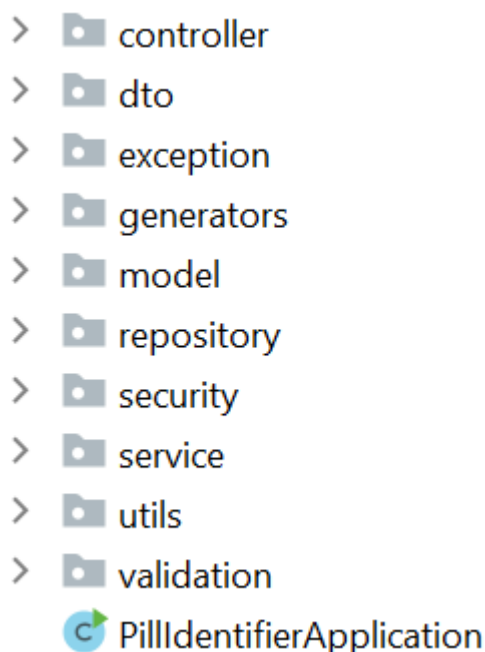 controller
dto
exception
generators
model
repository
security
service
utils
validation
PillIdentifierApplication